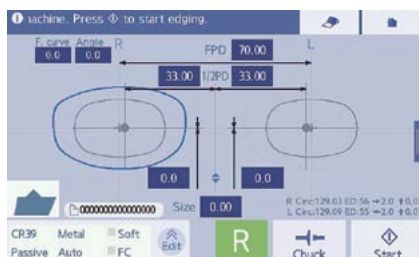 achine. Press to start edging.
F. curve Angle R L
0.0 0.0
FPD 70.00
33.00 1/2PD 33.00
0.0 0.0
00000000000000000 Size 0.00
R Circ:129.03 ED:56 →2.0 ↕0.0
L Circ:129.09 ED:55 →2.0 ↕0.0
CR39 Metal Soft
Passive Auto FC
Edit
R
Chuck
Start